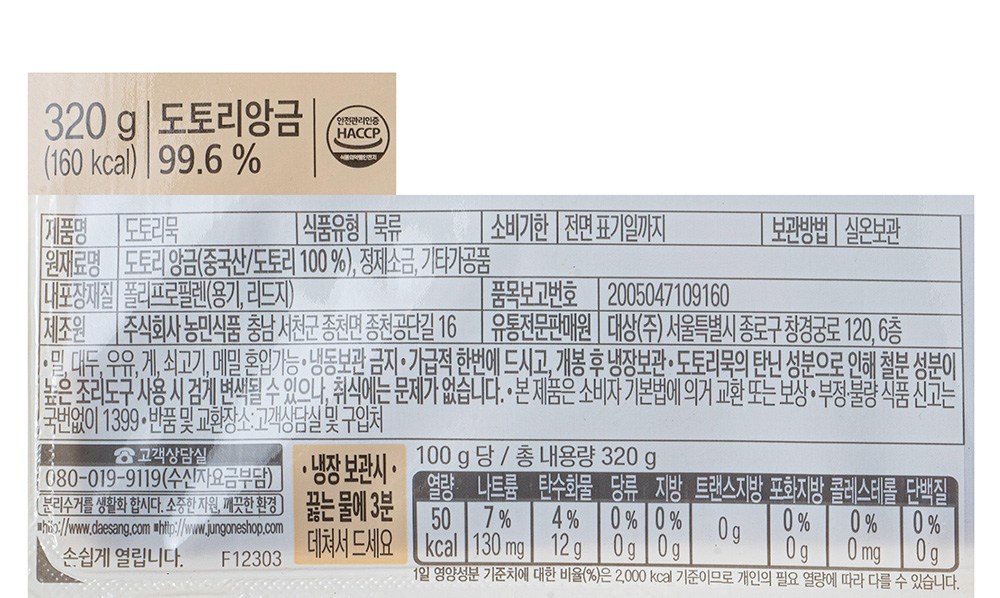 320 g 도토리앙금
(160 kcal) 99.6 %
안전관리인증
HACCP
식품의약품안전처
제품명 도토리묵 식품유형 묵류 소비기한 전면 표기일까지 보관방법 실온보관
원재료명 도토리 앙금(중국산/도토리 100 %), 정제소금, 기타가공품
내포장재질 폴리프로필렌(용기, 리드지) 품목보고번호 2005047109160
제조원 주식회사 농민식품 충남 서천구 종천면 종천공단길 16 유통전문판매원 대상(주) 서울특별시 종로구 창경궁로 120, 6층
•밀, 대두, 우유, 게, 쇠고기, 메밀 혼입가능•냉동보관 금지•가급적 한번에 드시고, 개봉 후 냉장보관•도토리묵의 탄닌 성분으로 인해 철분 성분이
높은 조리도구 사용 시 검게 변색될 수 있으나, 취식에는 문제가 없습니다.•본 제품은 소비자 기본법에 의거 교환 또는 보상•부정·불량 식품 신고는
국번없이 1399•반품 및 교환장소:고객상담실 및 구입처
☎ 고객상담실
080-019-9119(수신자요금부담)
분리수거를 생활화 합시다. 소중한 자원, 깨끗한 환경
■http://www.daesang.com ■http://www.jungoneshop.com
손쉽게 열립니다. F12303
•냉장 보관시•
끓는 물에 3분
데쳐서 드세요
100 g 당 / 총 내용량 320 g
열량 나트륨 탄수화물 당류 지방 트랜스지방 포화지방 콜레스테롤 단백질
50 7 % 4 % 0 % 0 % 0 g 0 % 0 % 0 %
kcal 130 mg 12 g 0 g 0 g 0 g 0 mg 0 g
1일 영양성분 기준치에 대한 비율(%)은 2,000 kcal 기준이므로 개인의 필요 열량에 따라 다를 수 있습니다.